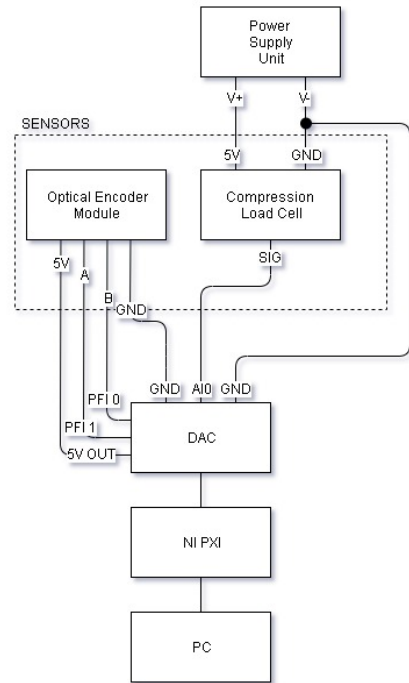 Power
Supply
Unit
V+
V-
SENSORS
5V
GND
Optical Encoder
Module
Compression
Load Cell
5V
A
B
GND
SIG
GND
AI0
GND
PFI 0
PFI 1
5V OUT
DAC
NI PXI
PC